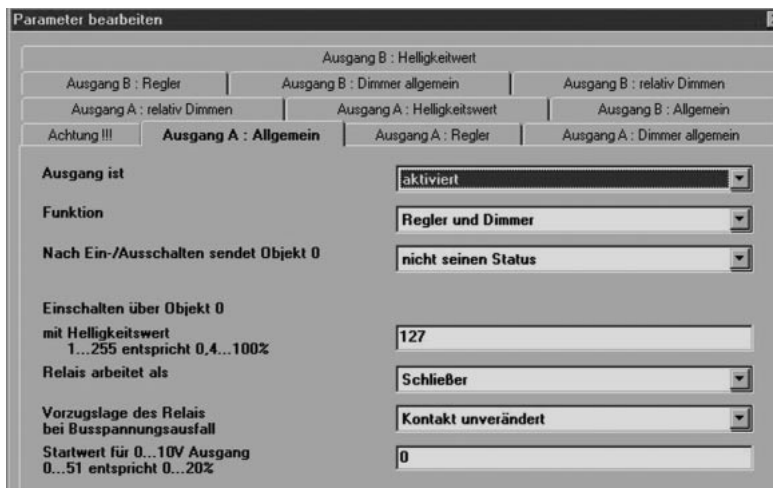 Parameter bearbeiten
Ausgang B : Helligkeitwert
Ausgang B : Regler
Ausgang B : Dimmer allgemein
Ausgang B : relativ Dimmen
Ausgang A : relativ Dimmen
Ausgang A : Helligkeitswert
Ausgang B : Allgemein
Achtung !!!
Ausgang A : Allgemein
Ausgang A : Regler
Ausgang A : Dimmer allgemein
Ausgang ist
aktiviert
Funktion
Regler und Dimmer
Nach Ein-/Ausschalten sendet Objekt 0
nicht seinen Status
Einschalten über Objekt 0
mit Helligkeitswert
1...255 entspricht 0,4...100%
127
Relais arbeitet als
Schließer
Vorzugslage des Relais
bei Busspannungsausfall
Kontakt unverändert
Startwert für 0...10V Ausgang
0...51 entspricht 0...20%
0